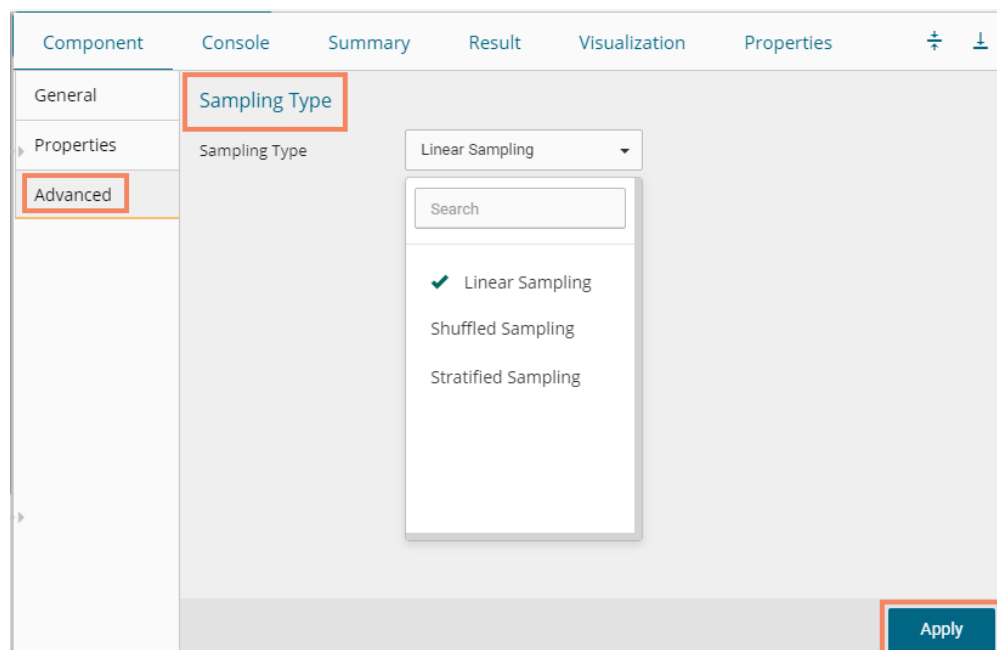 Component Console Summary Result Visualization Properties
General
Sampling Type
Properties
Sampling Type Linear Sampling
Advanced
Search
Linear Sampling
Shuffled Sampling
Stratified Sampling
Apply